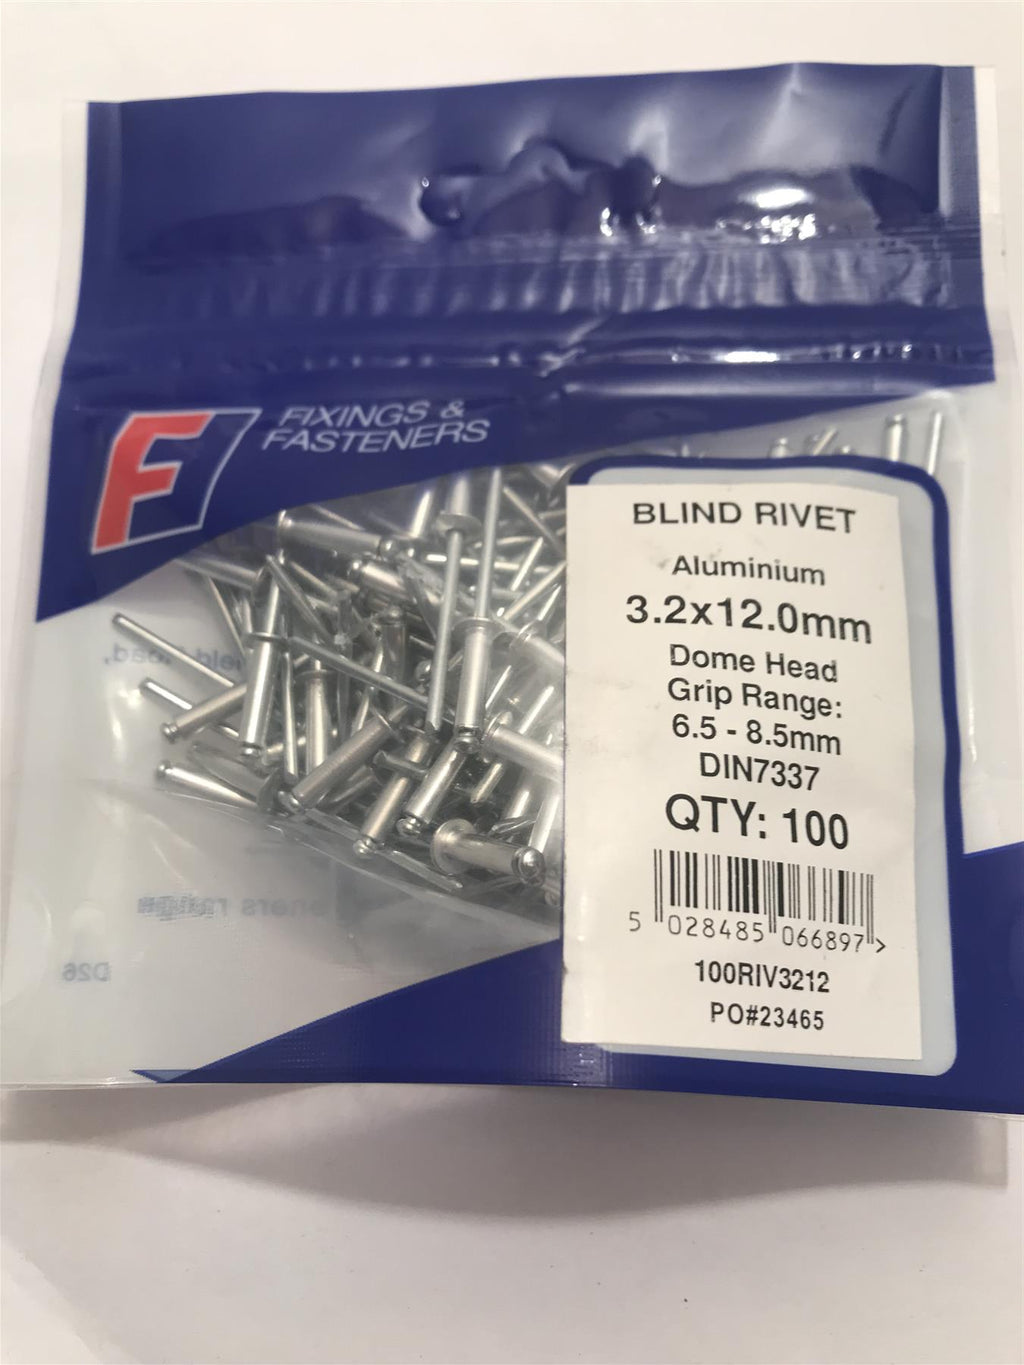 F
FIXINGS &
FASTENERS
BLIND RIVET
Aluminium
3.2x12.0mm
Dome Head
Grip Range:
6.5 - 8.5mm
DIN7337
QTY: 100
5 028485 066897 >
100RIV3212
PO#23465
D26